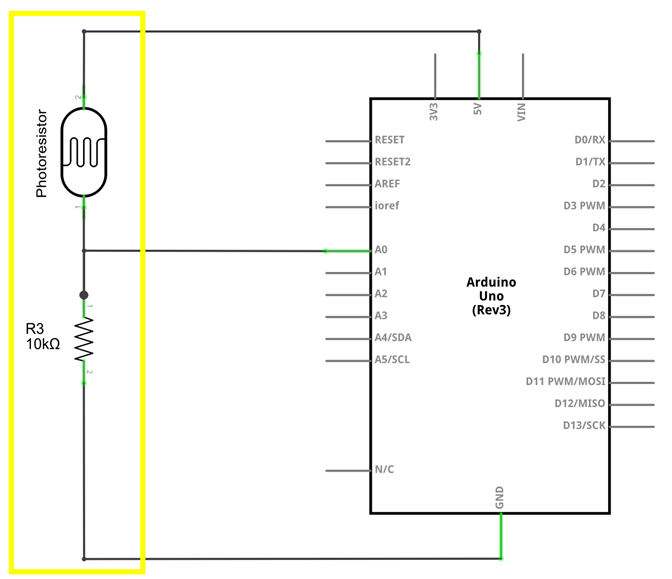 Photoresistor
2
1
R3
10kΩ
1
2
3V3
5V
VIN
RESET
RESET2
AREF
ioref
A0
A1
A2
A3
A4/SDA
A5/SCL
N/C
Arduino
Uno
(Rev3)
D0/RX
D1/TX
D2
D3 PWM
D4
D5 PWM
D6 PWM
D7
D8
D9 PWM
D10 PWM/SS
D11 PWM/MOSI
D12/MISO
D13/SCK
GND